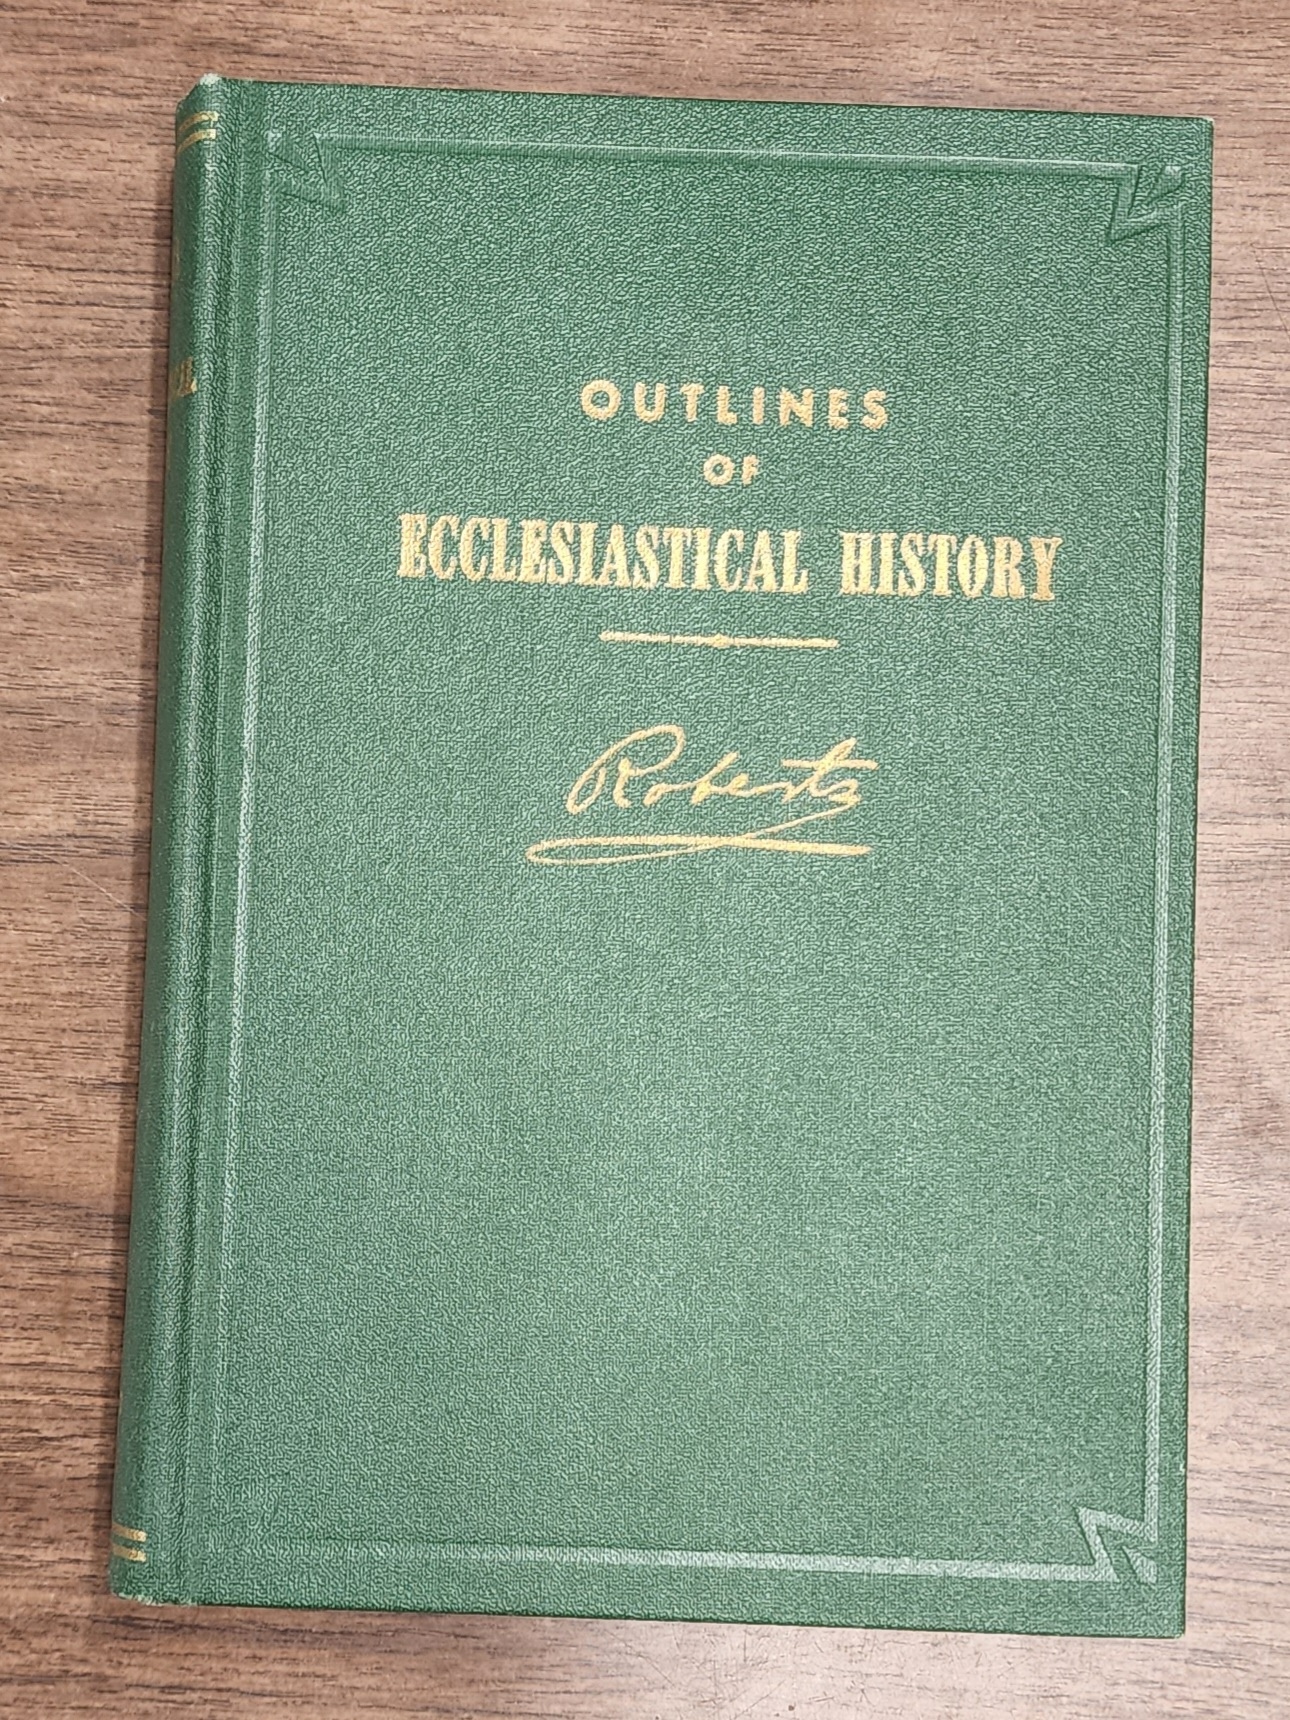 OUTLINES
OF
ECCLESIASTICAL HISTORY
Roberts